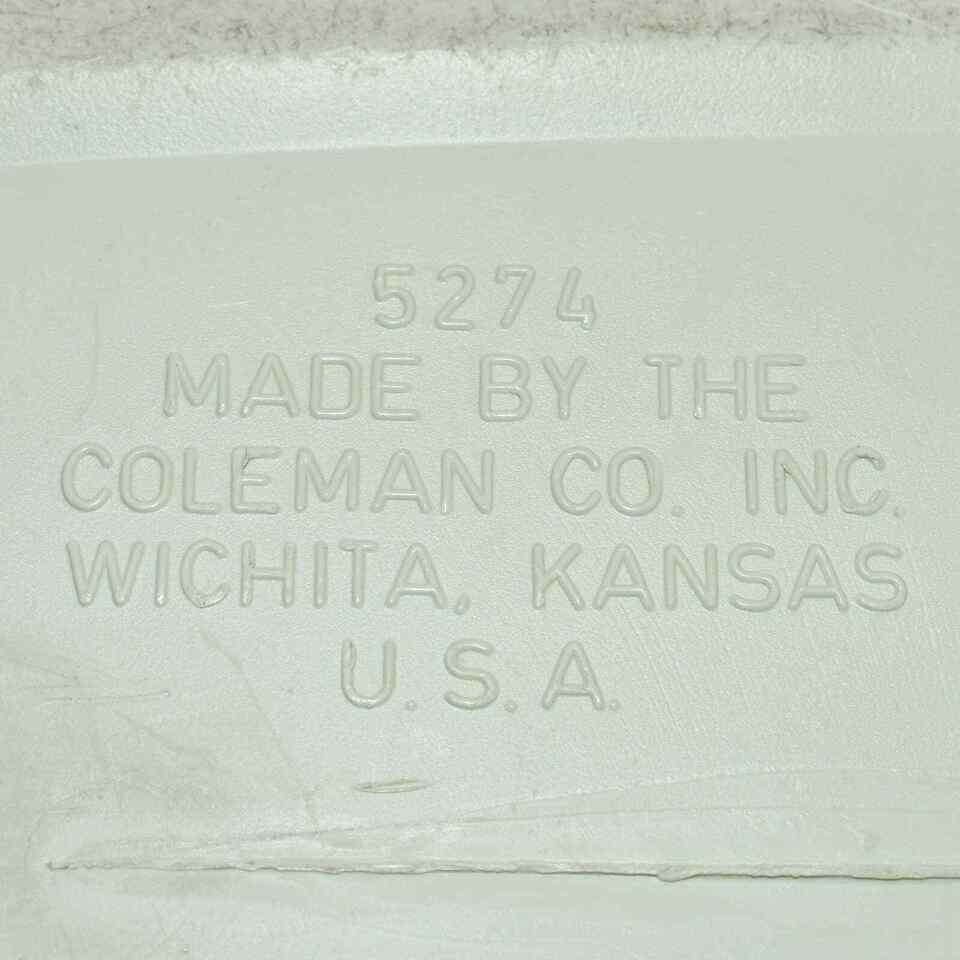 5274
MADE BY THE
COLEMAN CO. INC.
WICHITA, KANSAS
U.S.A.